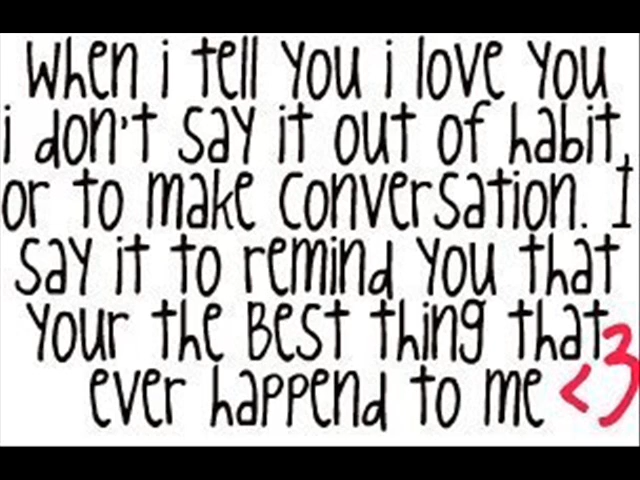 When i tell you i love you
i don't say it out of habit,
or to make conversation. I
say it to remind you that
your the Best thing that
ever happend to me <3